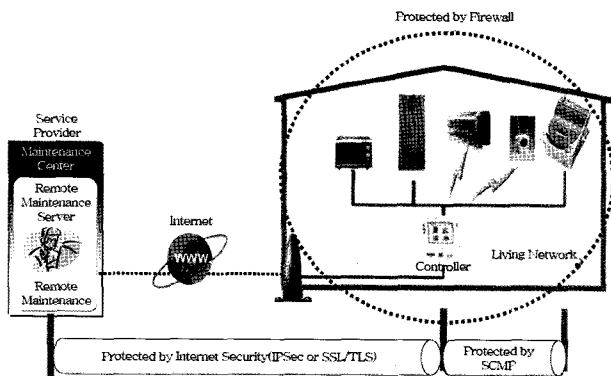 Protected by Firewall
Service
Provider
Maintenance
Center
Remote
Maintenance
Server
Remote
Maintenance
Internet
WWW
Controller
Living Network
Protected by Internet Security(IPSec or SSL/TLS)
Protected by
SCMP